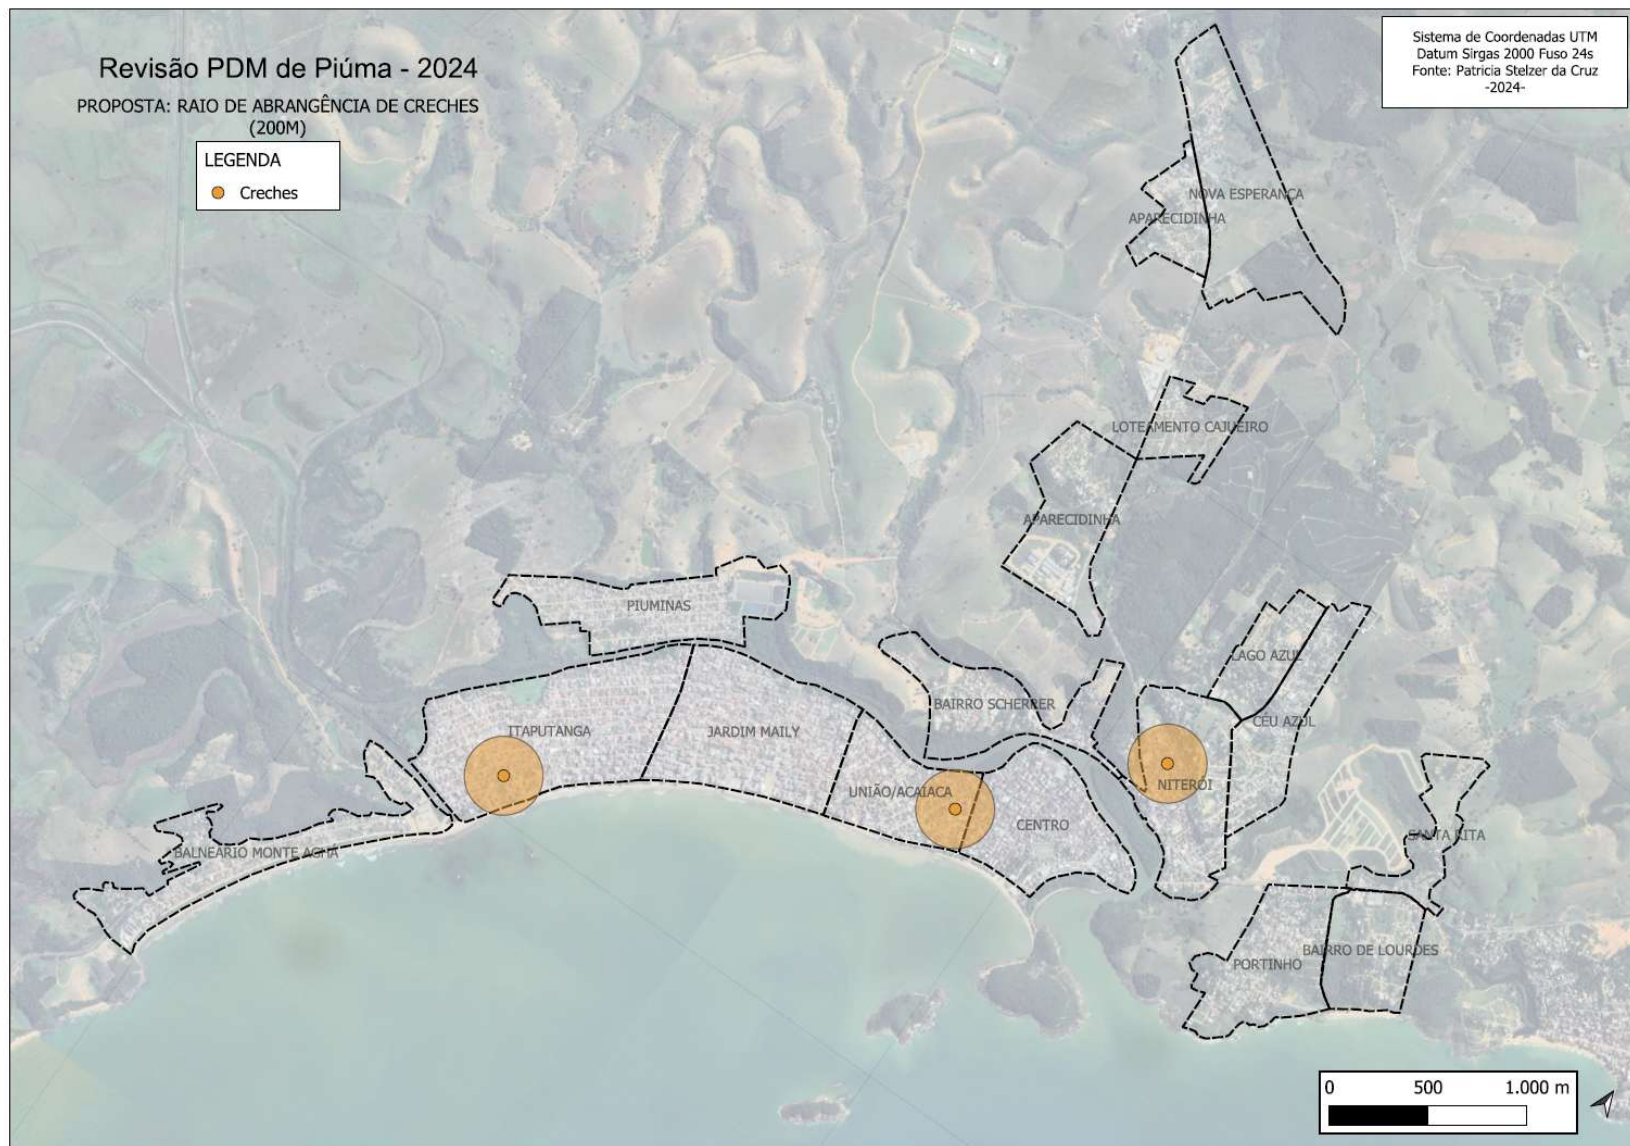 Revisão PDM de Piúma - 2024
PROPOSTA: RAIO DE ABRANGÊNCIA DE CRECHES
(200M)
LEGENDA
Creches
Sistema de Coordenadas UTM
Datum Sirgas 2000 Fuso 24s
Fonte: Patricia Stelzer da Cruz
-2024-
NOVA ESPERANÇA
APARECIDINHA
LOTEAMENTO CAJUEIRO
APARECIDINHA
PIUMINAS
LAGO AZUL
BAIRRO SCHERRER
CÉU AZUL
ITAPUTANGA
JARDIM MAILY
NITEROI
UNIÃO/ACAÍACA
CENTRO
SANTA RITA
BALNEÁRIO MONTE AGHÁ
BAIRRO DE LOURDES
PORTINHO
0 500 1.000 m